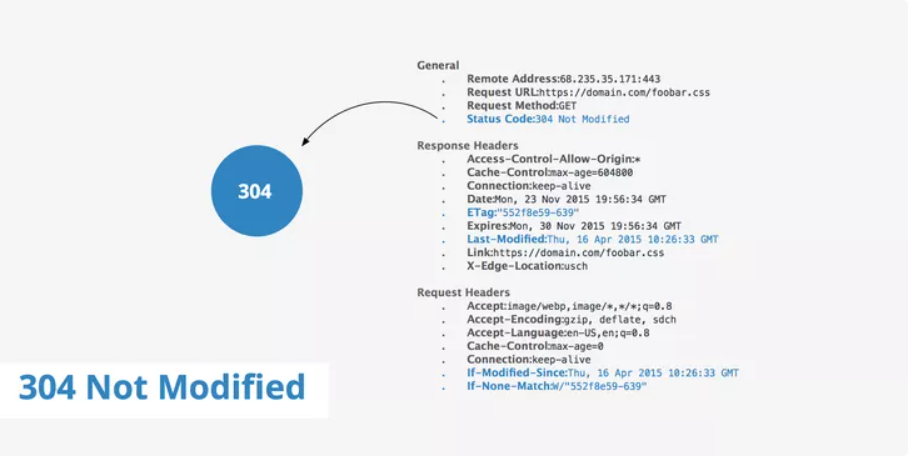 General
. Remote Address:68.235.35.171:443
. Request URL:https://domain.com/foobar.css
. Request Method:GET
. Status Code:304 Not Modified
304
Response Headers
. Access-Control-Allow-Origin:*
. Cache-Control:max-age=604800
. Connection:keep-alive
. Date:Mon, 23 Nov 2015 19:56:34 GMT
. ETag:"552f8e59-639"
. Expires:Mon, 30 Nov 2015 19:56:34 GMT
. Last-Modified:Thu, 16 Apr 2015 10:26:33 GMT
. Link:https://domain.com/foobar.css
. X-Edge-Location:usch
Request Headers
. Accept:image/webp,image/*,*/*;q=0.8
. Accept-Encoding:gzip, deflate, sdch
. Accept-Language:en-US,en;q=0.8
. Cache-Control:max-age=0
. Connection:keep-alive
. If-Modified-Since:Thu, 16 Apr 2015 10:26:33 GMT
. If-None-Match:W/"552f8e59-639"
304 Not Modified